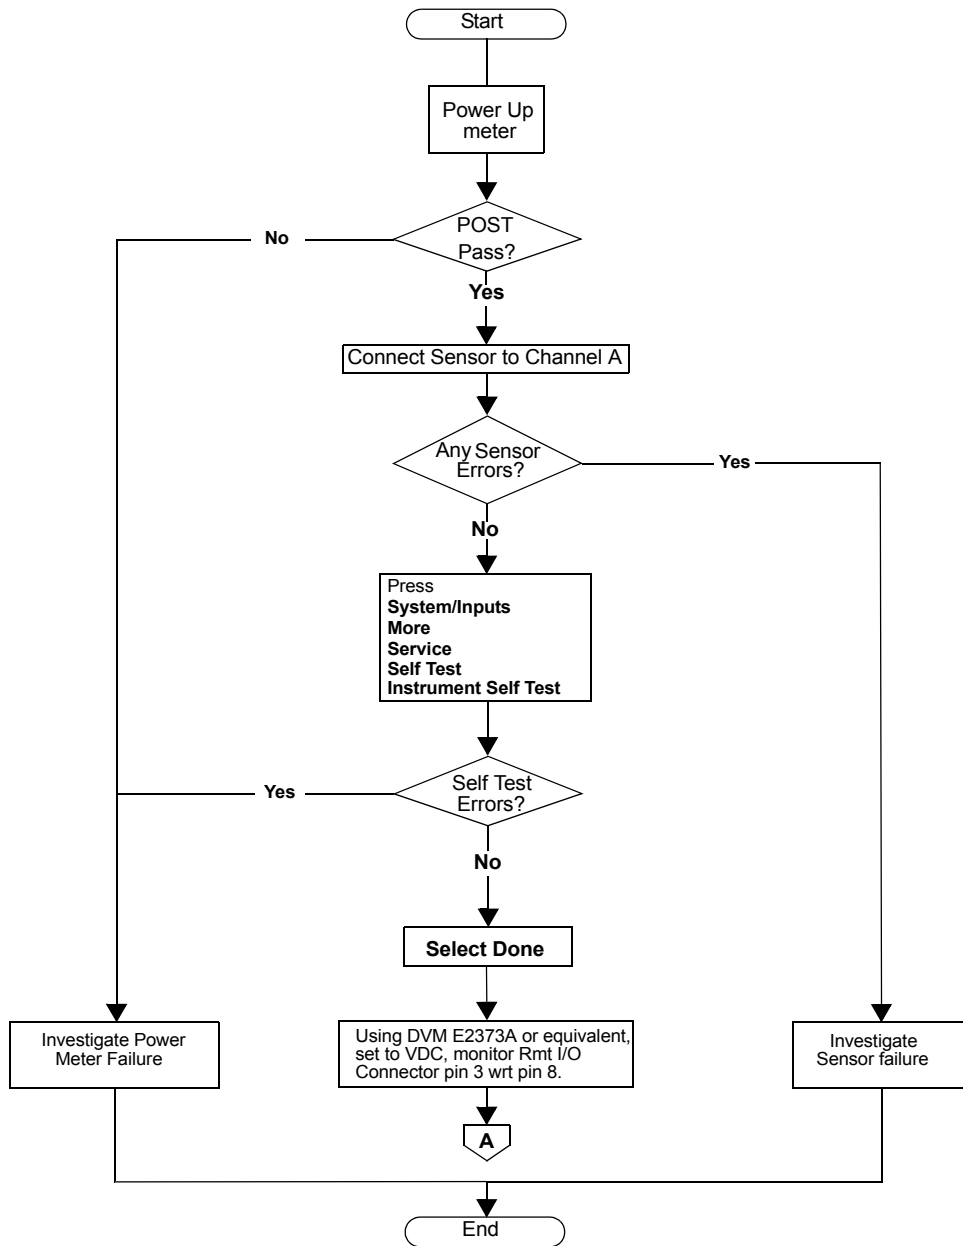 Start
Power Up
meter
POST
Pass?
No
Yes
Connect Sensor to Channel A
Any Sensor
Errors?
Yes
No
Press
System/Inputs
More
Service
Self Test
Instrument Self Test
Self Test
Errors?
Yes
No
Select Done
Investigate Power
Meter Failure
Using DVM E2373A or equivalent,
set to VDC, monitor Rmt I/O
Connector pin 3 wrt pin 8.
Investigate
Sensor failure
A
End